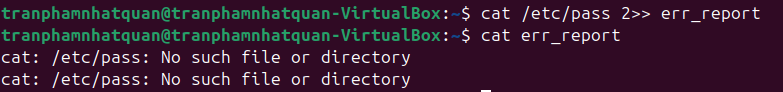 tranphamnhatquan@tranphamnhatquan-VirtualBox:~$ cat /etc/pass 2>> err_report
tranphamnhatquan@tranphamnhatquan-VirtualBox:~$ cat err_report
cat: /etc/pass: No such file or directory
cat: /etc/pass: No such file or directory